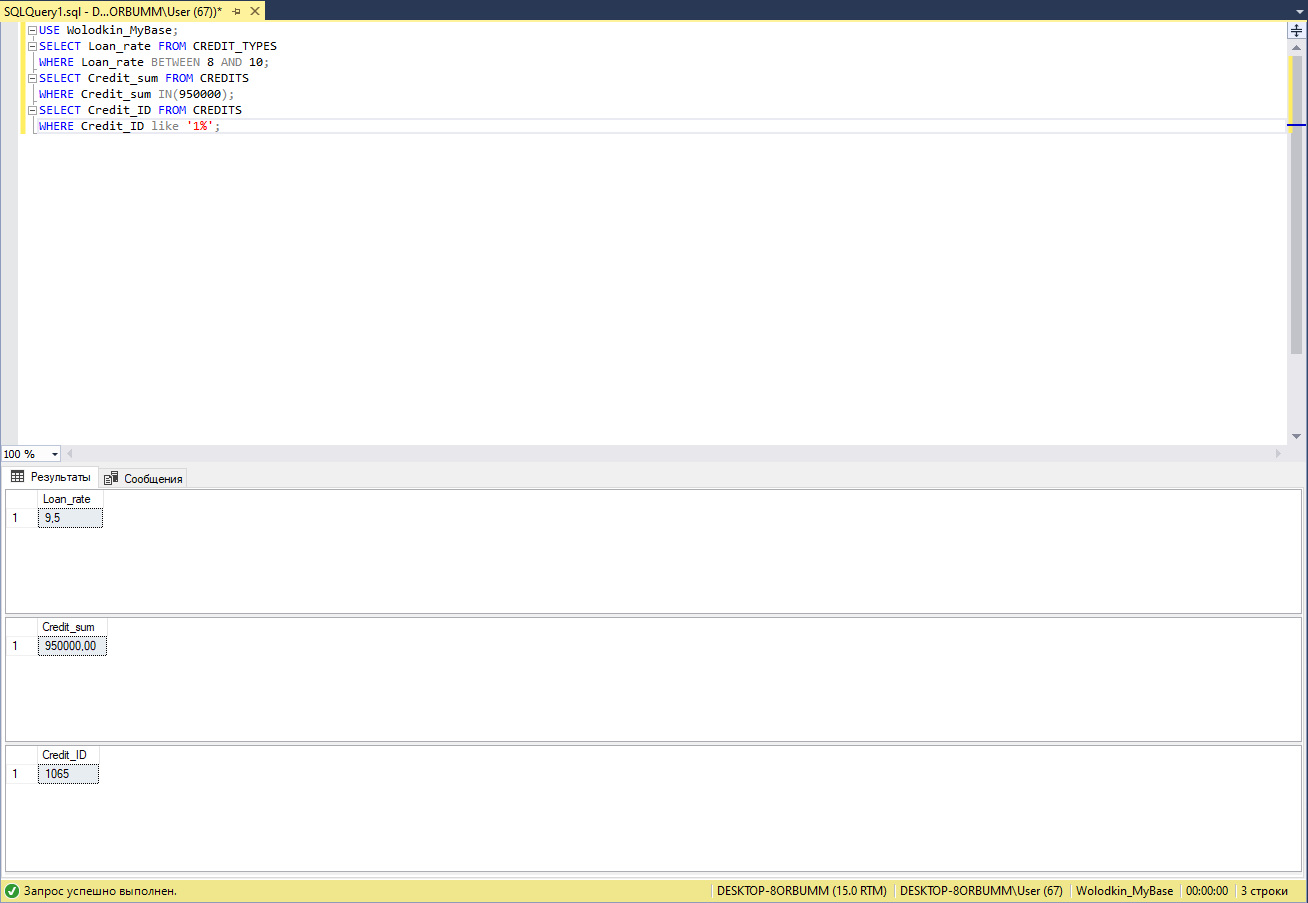 SQLQuery1.sql - D...ORBUMM\User (67))*
USE Wolodkin_MyBase;
SELECT Loan_rate FROM CREDIT_TYPES
WHERE Loan_rate BETWEEN 8 AND 10;
SELECT Credit_sum FROM CREDITS
WHERE Credit_sum IN(950000);
SELECT Credit_ID FROM CREDITS
WHERE Credit_ID like '1%';
100 %
Результаты Сообщения
Loan_rate
1 9,5
Credit_sum
1 950000,00
Credit_ID
1 1065
Запрос успешно выполнен. DESKTOP-8ORBUMM (15.0 RTM) DESKTOP-8ORBUMM\User (67) Wolodkin_MyBase 00:00:00 3 строки